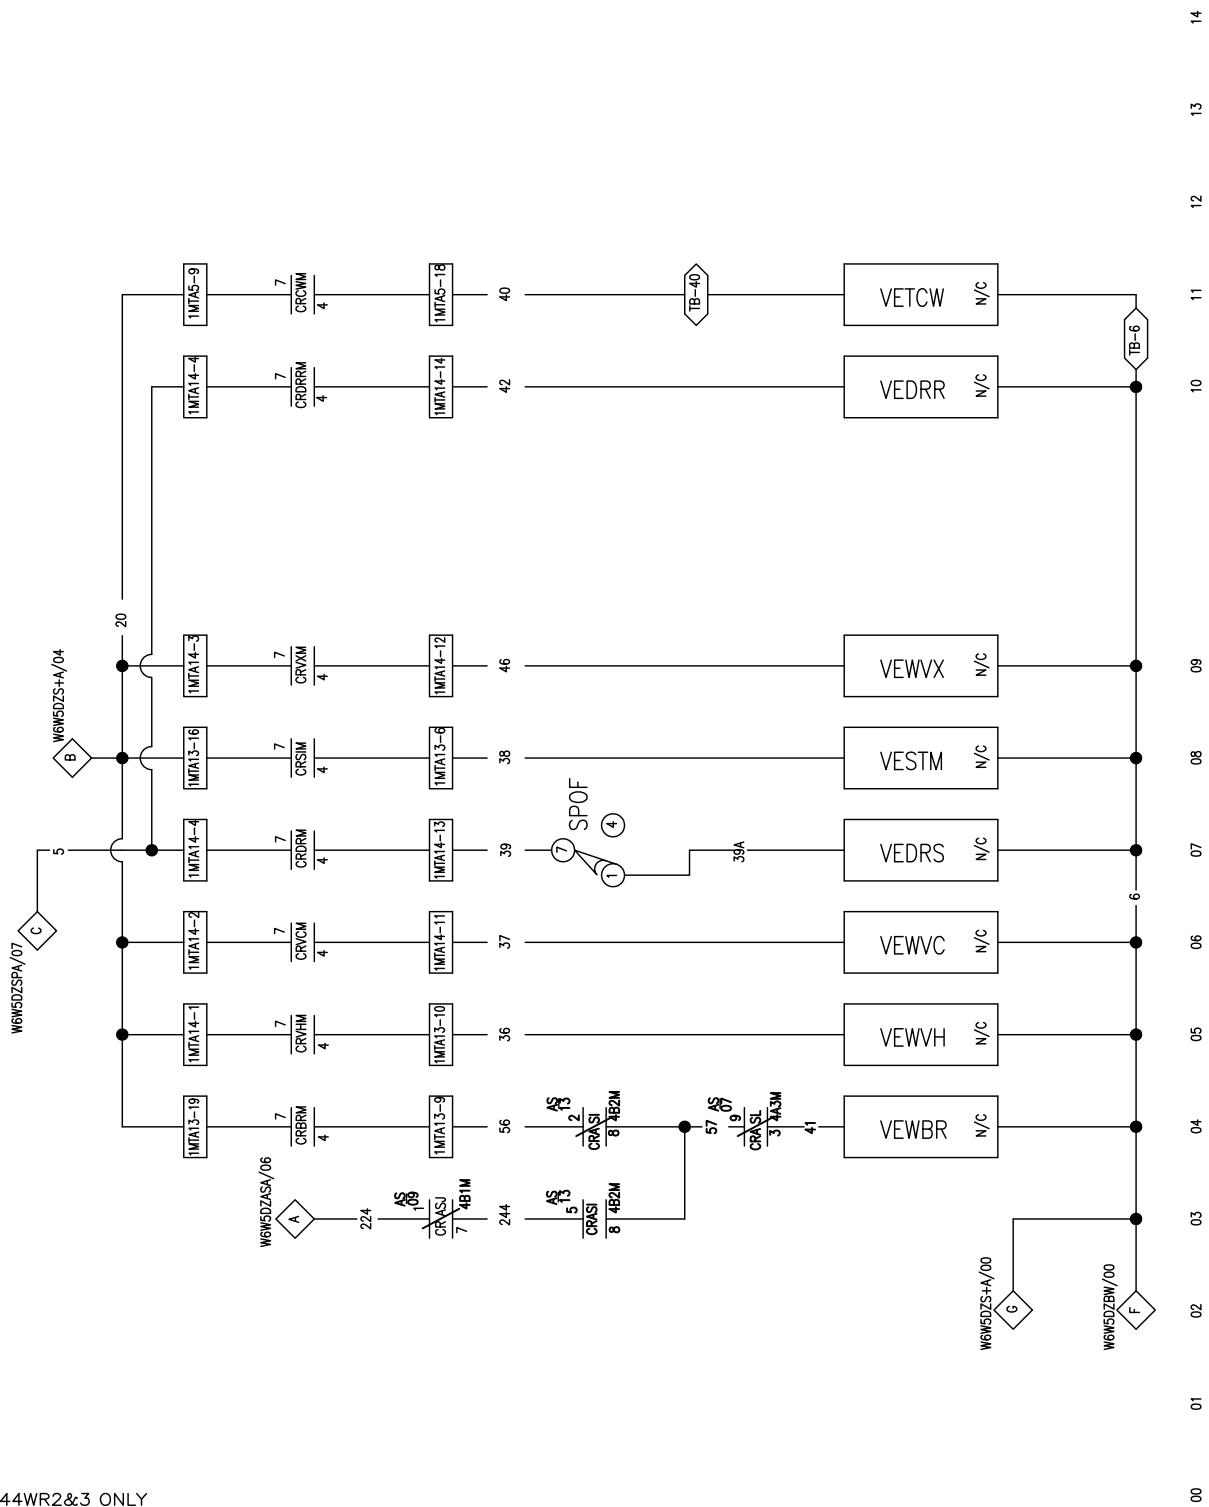 44WR2&3 ONLY
00
01
02
W6W5DZS+A/00
G
W6W5DZBW/00
F
03
W6W5DZASA/06
A
224
AS
09
1
CRASJ
7
4B1M
244
AS
13
5
CRASI
8
4B2M
04
1MTA13-19
7
CRBRM
4
1MTA13-9
56
AS
13
2
CRASI
8
4B2M
57
AS
07
9
CRASL
3
4A3M
41
VEWBR
N/C
05
1MTA14-1
7
CRVHM
4
1MTA13-10
36
VEWVH
N/C
06
W6W5DZSPA/07
C
1MTA14-2
7
CRVCM
4
1MTA14-11
37
VEWVC
N/C
6
07
5
1MTA14-4
7
CRDRM
4
1MTA14-13
39
7
SPOF
4
1
39A
VEDRS
N/C
08
W6W5DZS+A/04
B
1MTA13-16
7
CRSIM
4
1MTA13-6
38
VESTM
N/C
09
20
1MTA14-3
7
CRVXM
4
1MTA14-12
46
VEWVX
N/C
10
1MTA14-4
7
CRDRRM
4
1MTA14-14
42
VEDRR
N/C
TB-6
11
1MTA5-9
7
CRCWM
4
1MTA5-18
40
TB-40
VETCW
N/C
12
13
14